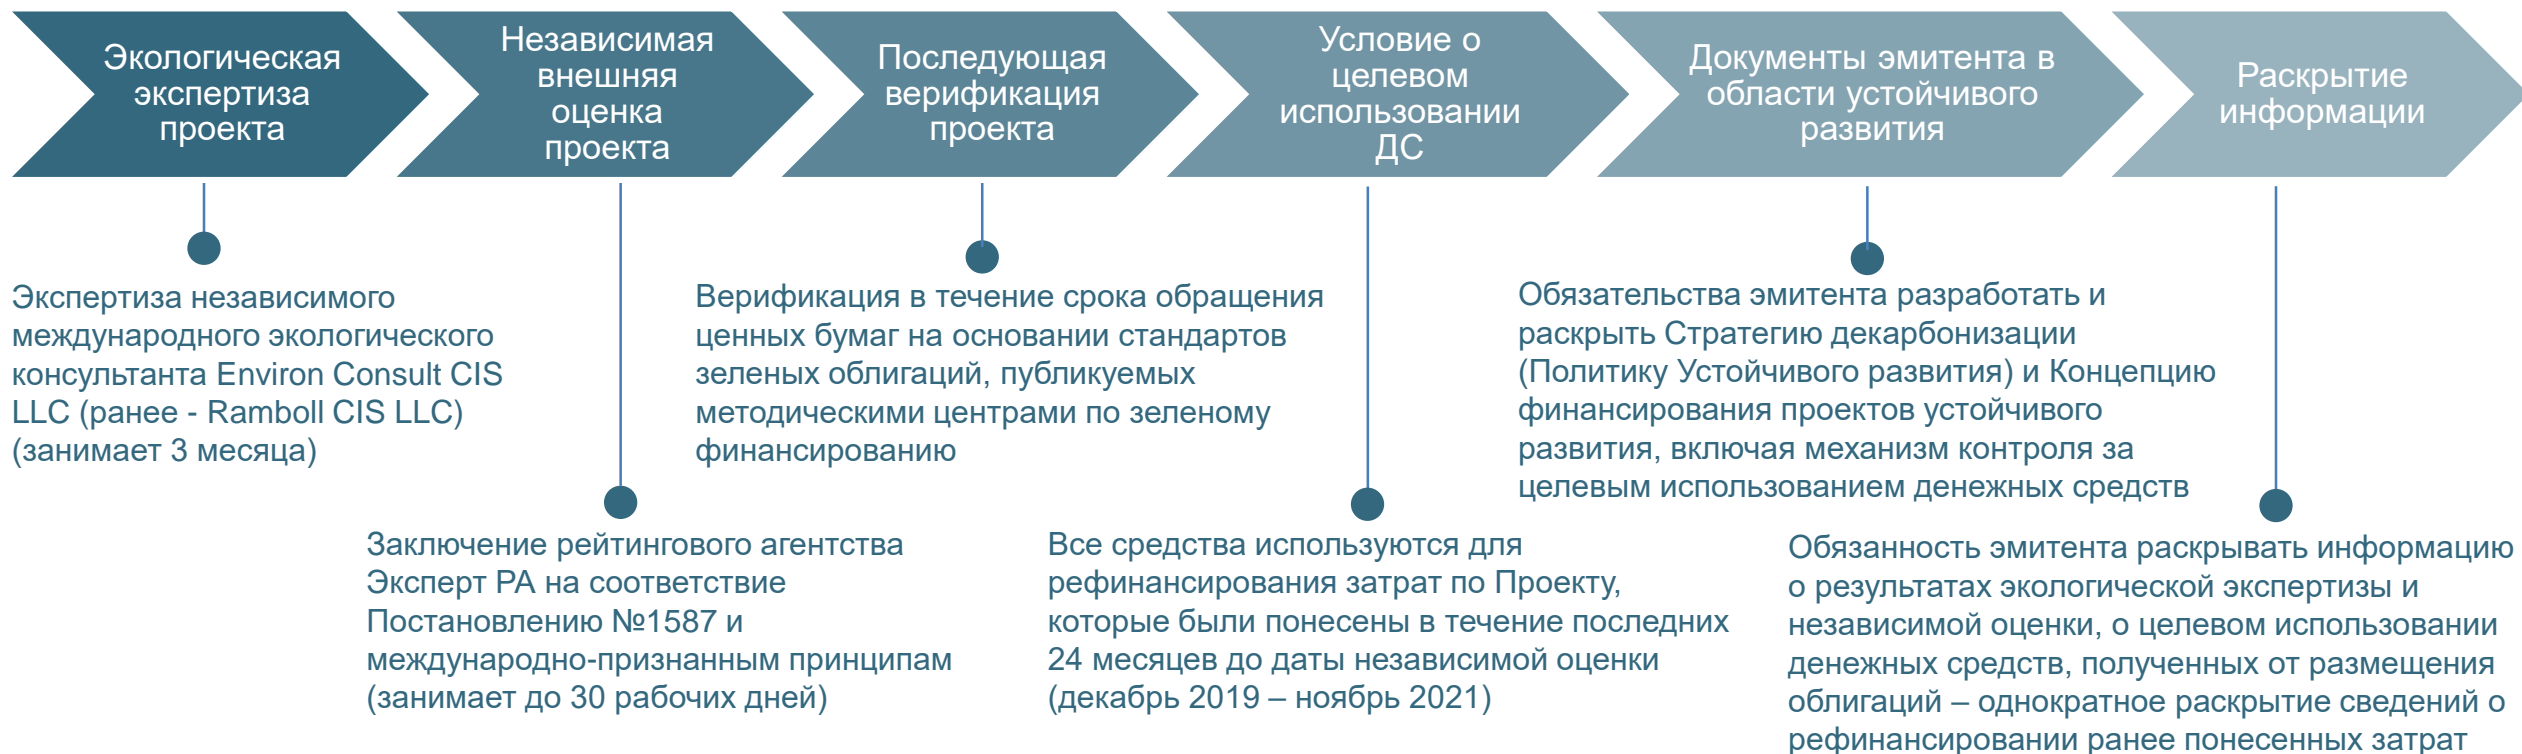 Экологическая
экспертиза
проекта
Независимая
внешняя
оценка
проекта
Последующая
верификация
проекта
Условие о
целевом
использовании
ДС
Документы эмитента в
области устойчивого
развития
Раскрытие
информации
Экспертиза независимого
международного экологического
консультанта Environ Consult CIS
LLC (ранее - Ramboll CIS LLC)
(занимает 3 месяца)
Заключение рейтингового агентства
Эксперт РА на соответствие
Постановлению №1587 и
международно-признанным принципам
(занимает до 30 рабочих дней)
Верификация в течение срока обращения
ценных бумаг на основании стандартов
зеленых облигаций, публикуемых
методическими центрами по зеленому
финансированию
Все средства используются для
рефинансирования затрат по Проекту,
которые были понесены в течение последних
24 месяцев до даты независимой оценки
(декабрь 2019 – ноябрь 2021)
Обязательства эмитента разработать и
раскрыть Стратегию декарбонизации
(Политику Устойчивого развития) и Концепцию
финансирования проектов устойчивого
развития, включая механизм контроля за
целевым использованием денежных средств
Обязанность эмитента раскрывать информацию
о результатах экологической экспертизы и
независимой оценки, о целевом использовании
денежных средств, полученных от размещения
облигаций – однократное раскрытие сведений о
рефинансировании ранее понесенных затрат